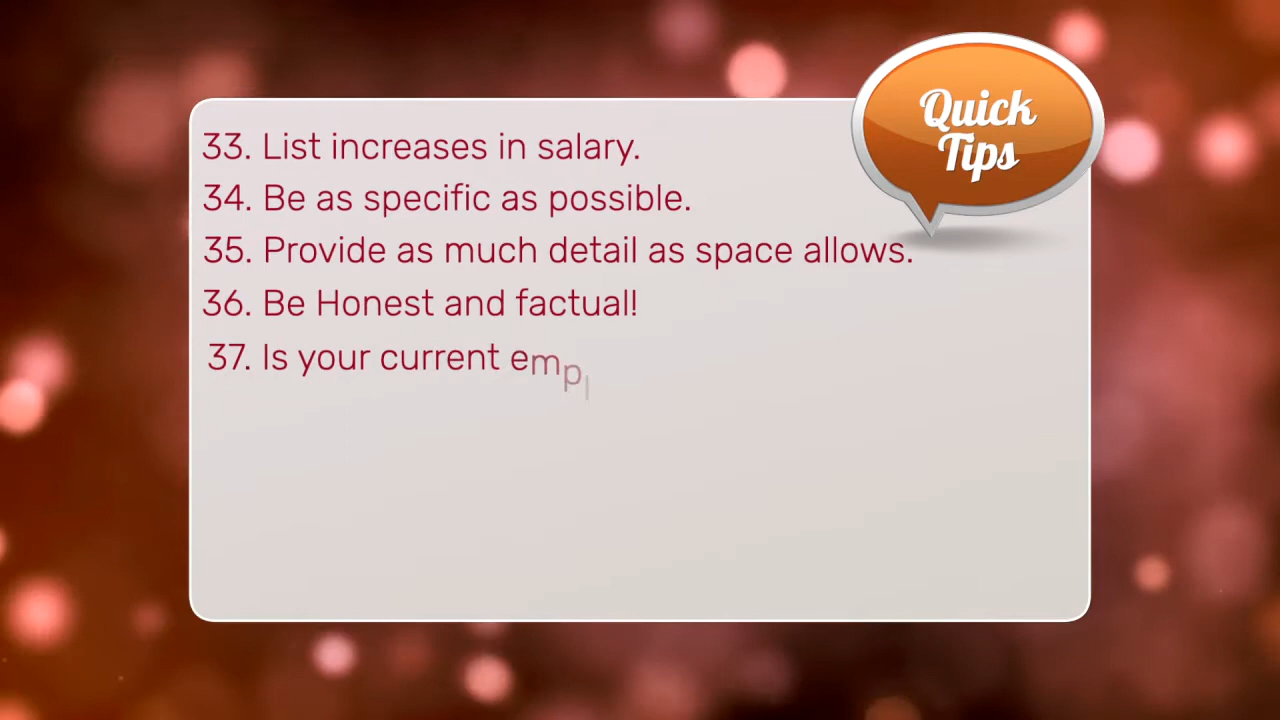 Quick
Tips
33. List increases in salary.
34. Be as specific as possible.
35. Provide as much detail as space allows.
36. Be Honest and factual!
37. Is your current empl